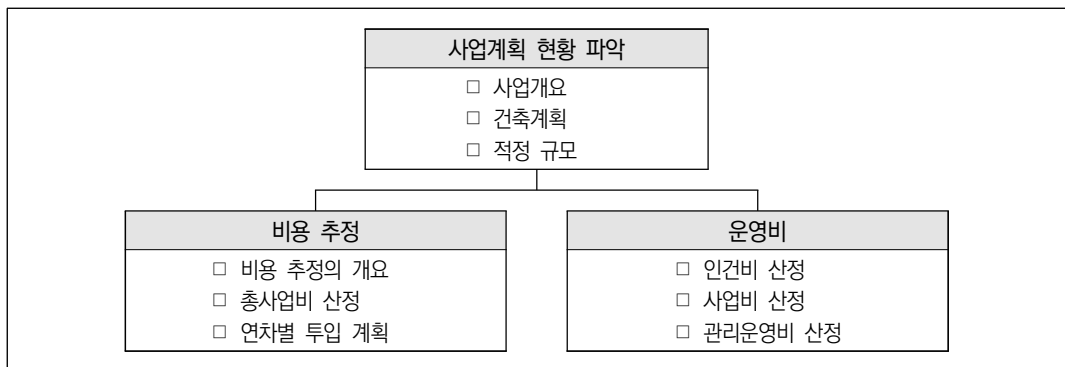 사업계획 현황 파악
□ 사업개요
□ 건축계획
□ 적정 규모
비용 추정
□ 비용 추정의 개요
□ 총사업비 산정
□ 연차별 투입 계획
운영비
□ 인건비 산정
□ 사업비 산정
□ 관리운영비 산정